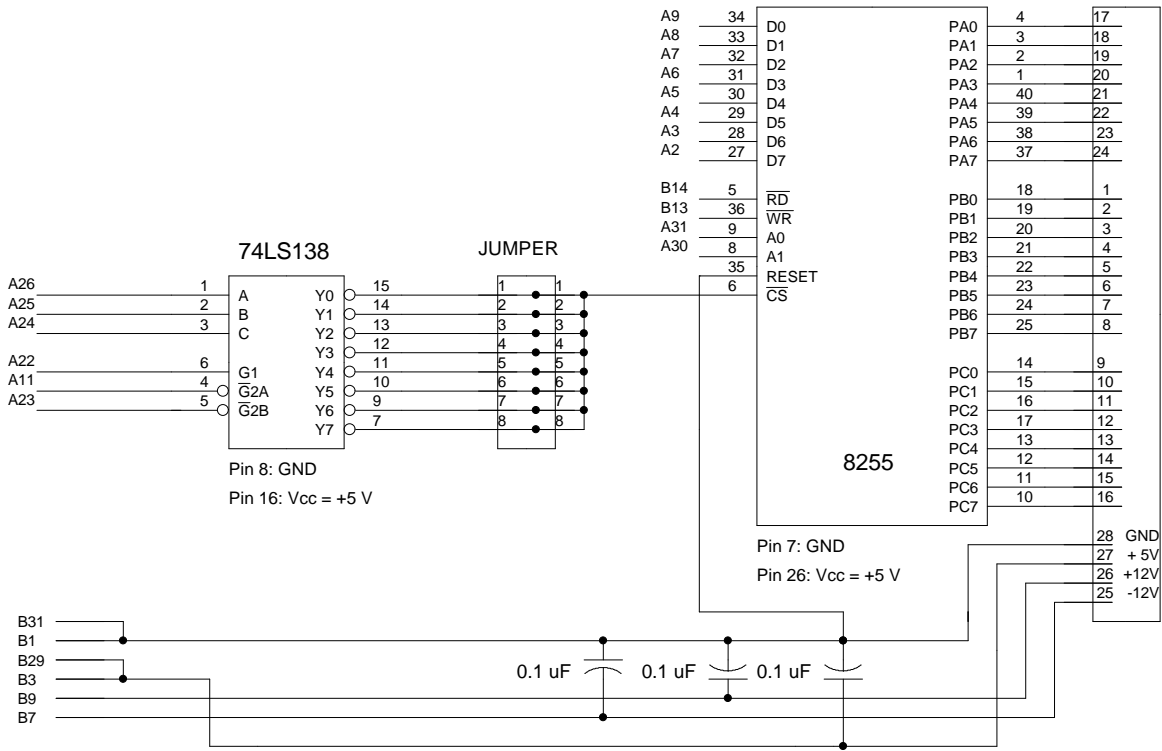 A9 34 D0 PA0 4 17
A8 33 D1 PA1 3 18
A7 32 D2 PA2 2 19
A6 31 D3 PA3 1 20
A5 30 D4 PA4 40 21
A4 29 D5 PA5 39 22
A3 28 D6 PA6 38 23
A2 27 D7 PA7 37 24
B14 5 RD PB0 18 1
B13 36 WR PB1 19 2
A31 9 A0 PB2 20 3
A30 8 A1 PB3 21 4
35 RESET PB4 22 5
6 CS PB5 23 6
PB6 24 7
PB7 25 8
PC0 14 9
PC1 15 10
PC2 16 11
PC3 17 12
PC4 13 13
PC5 12 14
PC6 11 15
PC7 10 16
8255
Pin 7: GND
Pin 26: Vcc = +5 V
28 GND
27 + 5V
26 +12V
25 -12V
74LS138
JUMPER
A26 1 A Y0 15 1 1
A25 2 B Y1 14 2 2
A24 3 C Y2 13 3 3
Y3 12 4 4
A22 6 G1 Y4 11 5 5
A11 4 G2A Y5 10 6 6
A23 5 G2B Y6 9 7 7
Y7 7 8 8
Pin 8: GND
Pin 16: Vcc = +5 V
B31
B1
B29
B3
B9
B7
0.1 uF 0.1 uF 0.1 uF